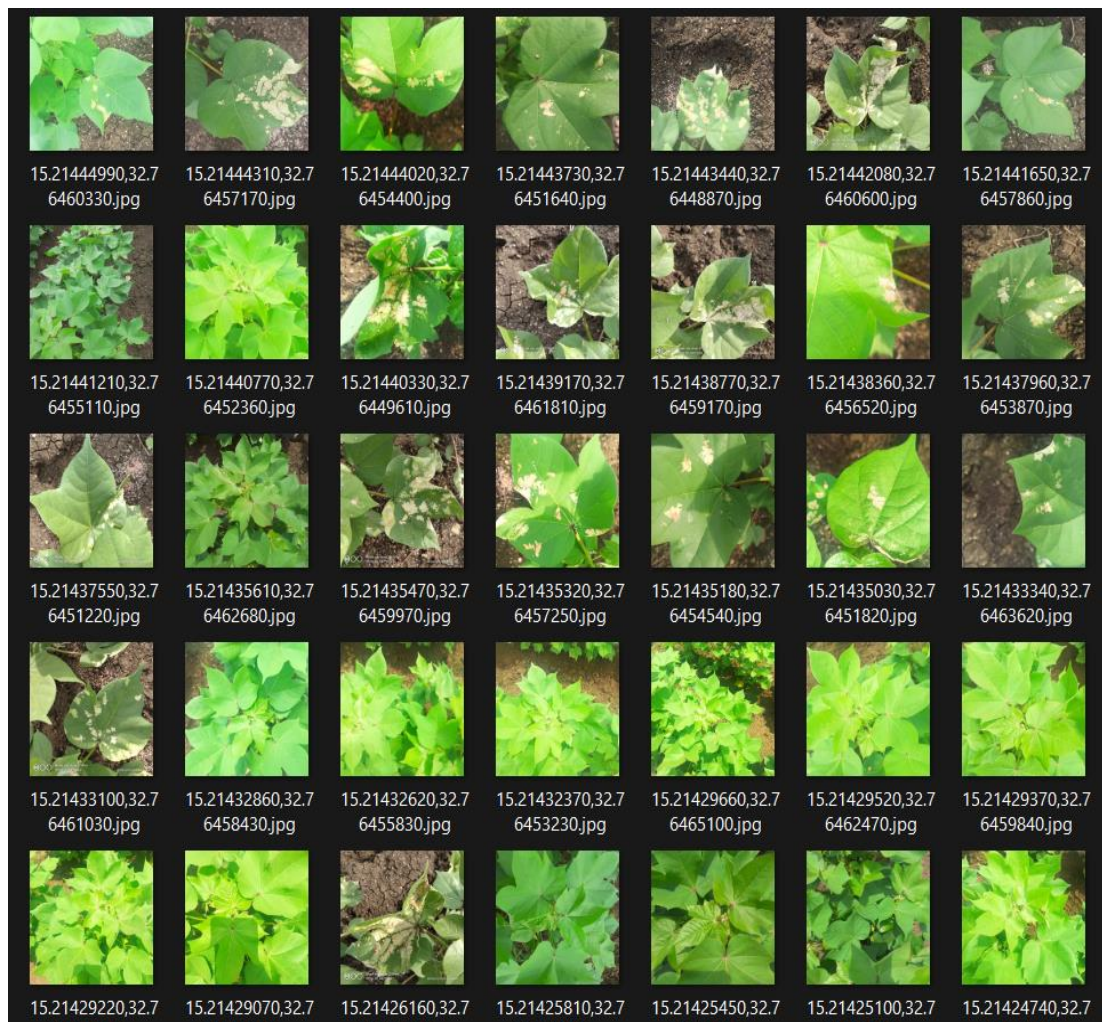 15.21444990,32.7 15.21444310,32.7 15.21444020,32.7 15.21443730,32.7 15.21443440,32.7 15.21442080,32.7 15.21441650,32.7
6460330.jpg 6457170.jpg 6454400.jpg 6451640.jpg 6448870.jpg 6460600.jpg 6457860.jpg
15.21441210,32.7 15.21440770,32.7 15.21440330,32.7 15.21439170,32.7 15.21438770,32.7 15.21438360,32.7 15.21437960,32.7
6455110.jpg 6452360.jpg 6449610.jpg 6461810.jpg 6459170.jpg 6456520.jpg 6453870.jpg
15.21437550,32.7 15.21435610,32.7 15.21435470,32.7 15.21435320,32.7 15.21435180,32.7 15.21435030,32.7 15.21433340,32.7
6451220.jpg 6462680.jpg 6459970.jpg 6457250.jpg 6454540.jpg 6451820.jpg 6463620.jpg
15.21433100,32.7 15.21432860,32.7 15.21432620,32.7 15.21432370,32.7 15.21429660,32.7 15.21429520,32.7 15.21429370,32.7
6461030.jpg 6458430.jpg 6455830.jpg 6453230.jpg 6465100.jpg 6462470.jpg 6459840.jpg
15.21429220,32.7 15.21429070,32.7 15.21426160,32.7 15.21425810,32.7 15.21425450,32.7 15.21425100,32.7 15.21424740,32.7